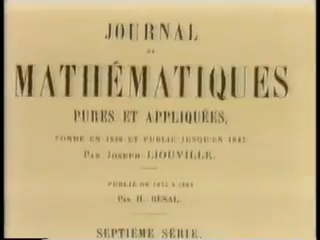 JOURNAL
DE
MATHÉMATIQUES
PURES ET APPLIQUÉES,
FONDÉ EN 1836 ET PUBLIÉ JUSQU'EN
PAR JOSEPH LIOUVILLE.
PUBLIÉ DE 1875 A 1884
PAR H. RESAL.
SEPTIÈME SÉRIE.